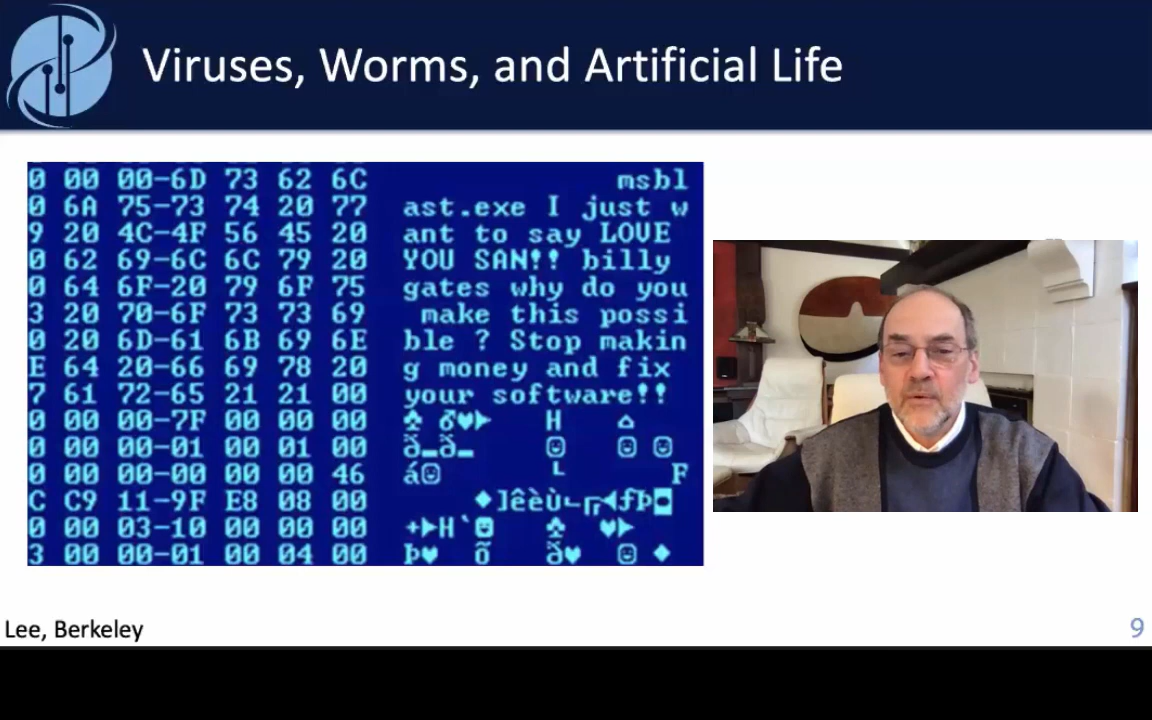 Viruses, Worms, and Artificial Life
0 00 00-6D 73 62 6C msbl
0 6A 75-73 74 20 77 ast.exe I just w
9 20 4C-4F 56 45 20 ant to say LOVE
0 62 69-6C 6C 79 20 YOU SAN!! billy
0 64 6F-20 79 6F 75 gates why do you
3 20 70-6F 73 73 69 make this possi
0 20 6D-61 6B 69 6E ble ? Stop makin
E 64 20-66 69 78 20 g money and fix
7 61 72-65 21 21 00 your software!!
0 00 00-7F 00 00 00 ♣ ♂♥► H ⌂
0 00 00-01 00 01 00 ð▬ð▬ ☺ ☺ ☺
0 00 00-00 00 00 46 á☺ └ F
C C9 11-9F E8 08 00 ♦]êèù∟╔◄ƒÞ◘
0 00 03-10 00 00 00 +►H`☻ ♣ ♥►
3 00 00-01 00 04 00 Þ♥ õ ð♥ ☺ ♦
Lee, Berkeley
9